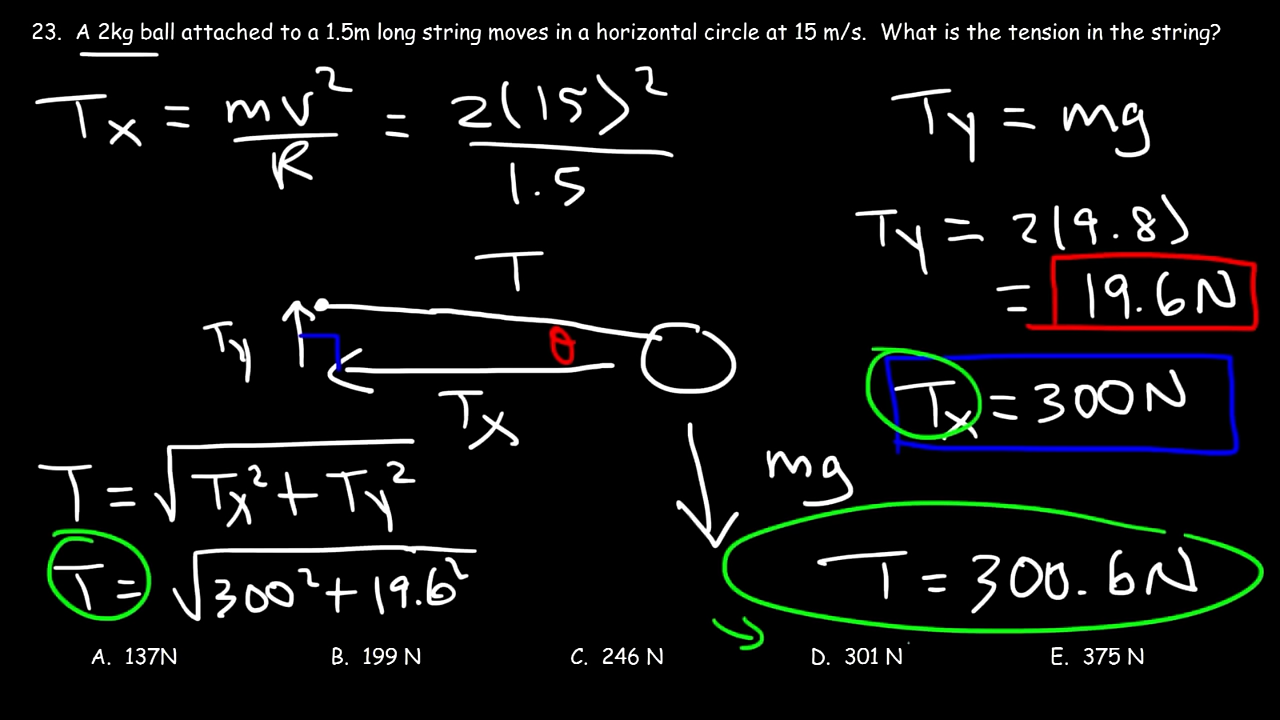 23. A 2kg ball attached to a 1.5m long string moves in a horizontal circle at 15 m/s. What is the tension in the string?
Tx = mv²/R = 2(15)²/1.5
Ty = mg
Ty = 2(9.8)
= 19.6N
T
Ty
θ
Tx
Tx = 300N
mg
T = √Tx² + Ty²
T = √300² + 19.6²
T = 300.6N
A. 137N B. 199 N C. 246 N D. 301 N E. 375 N